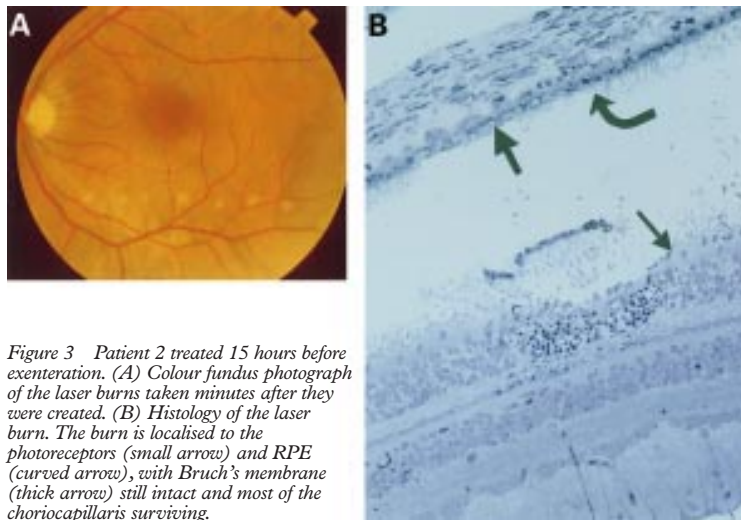 A
B
Figure 3 Patient 2 treated 15 hours before
exenteration. (A) Colour fundus photograph
of the laser burns taken minutes after they
were created. (B) Histology of the laser
burn. The burn is localised to the
photoreceptors (small arrow) and RPE
(curved arrow), with Bruch's membrane
(thick arrow) still intact and most of the
choriocapillaris surviving.